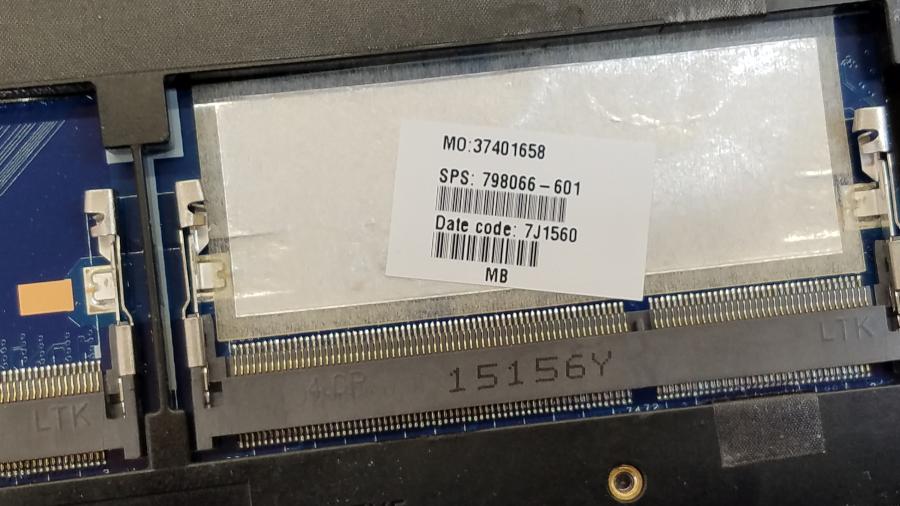 MO:37401658
SPS: 798066-601
Date code: 7J1560
MB
LTK
15156Y
LTK